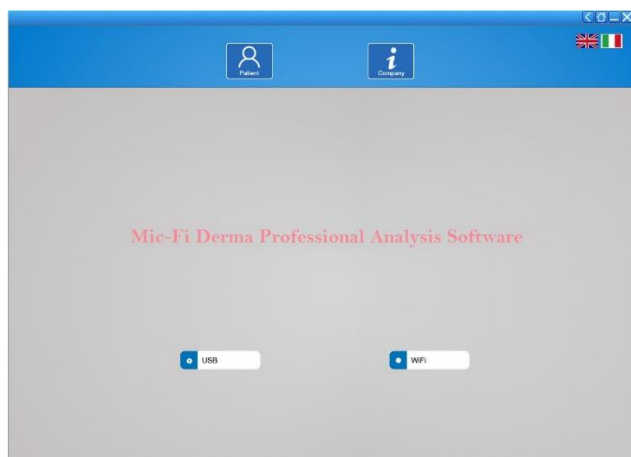 Patient
Company
Mic-Fi Derma Professional Analysis Software
USB
WiFi